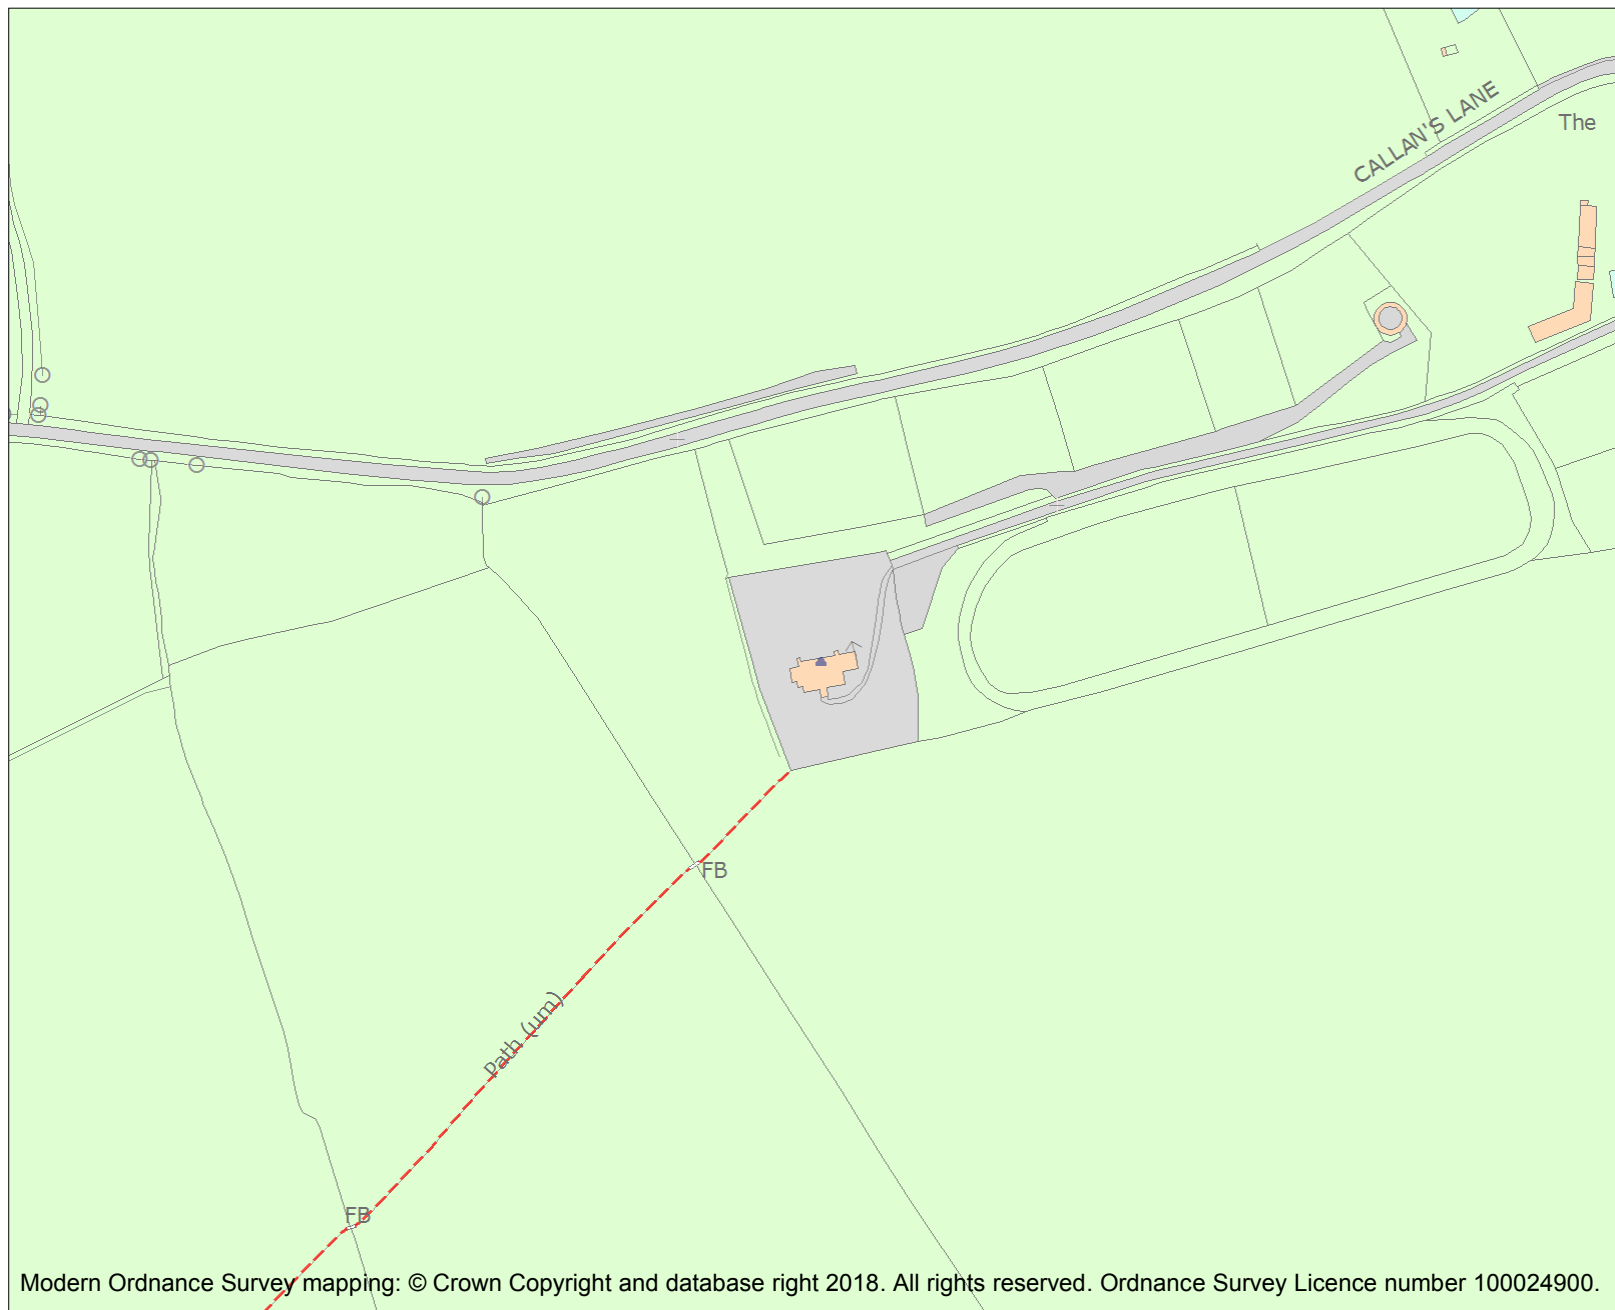 CALLAN'S LANE
The
FB
Path (um)
FB
Modern Ordnance Survey mapping: © Crown Copyright and database right 2018. All rights reserved. Ordnance Survey Licence number 100024900.